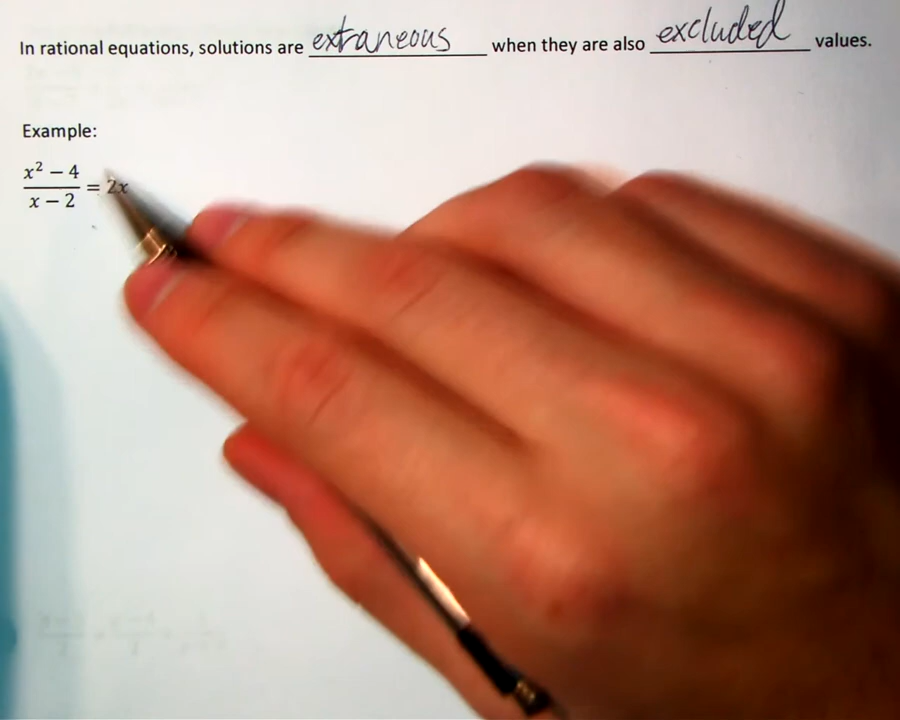 In rational equations, solutions are extraneous when they are also excluded values.
Example:
x² − 4
x − 2
= 2x